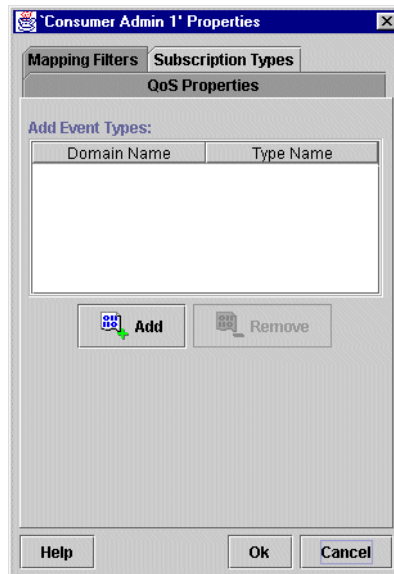 `Consumer Admin 1' Properties
Mapping Filters Subscription Types
QoS Properties
Add Event Types:
Domain Name Type Name
Add Remove
Help Ok Cancel